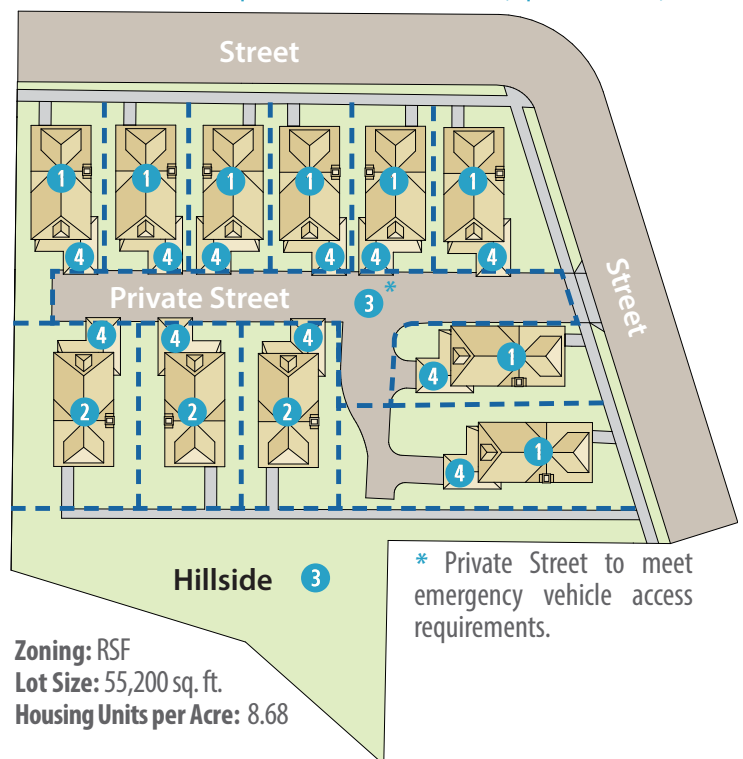 Street
1 1 1 1 1 1
4 4 4 4 4 4
Private Street 3 *
Street
4 4 4
1
4
2 2 2
1
4
Hillside 3
* Private Street to meet
emergency vehicle access
requirements.
Zoning: RSF
Lot Size: 55,200 sq. ft.
Housing Units per Acre: 8.68